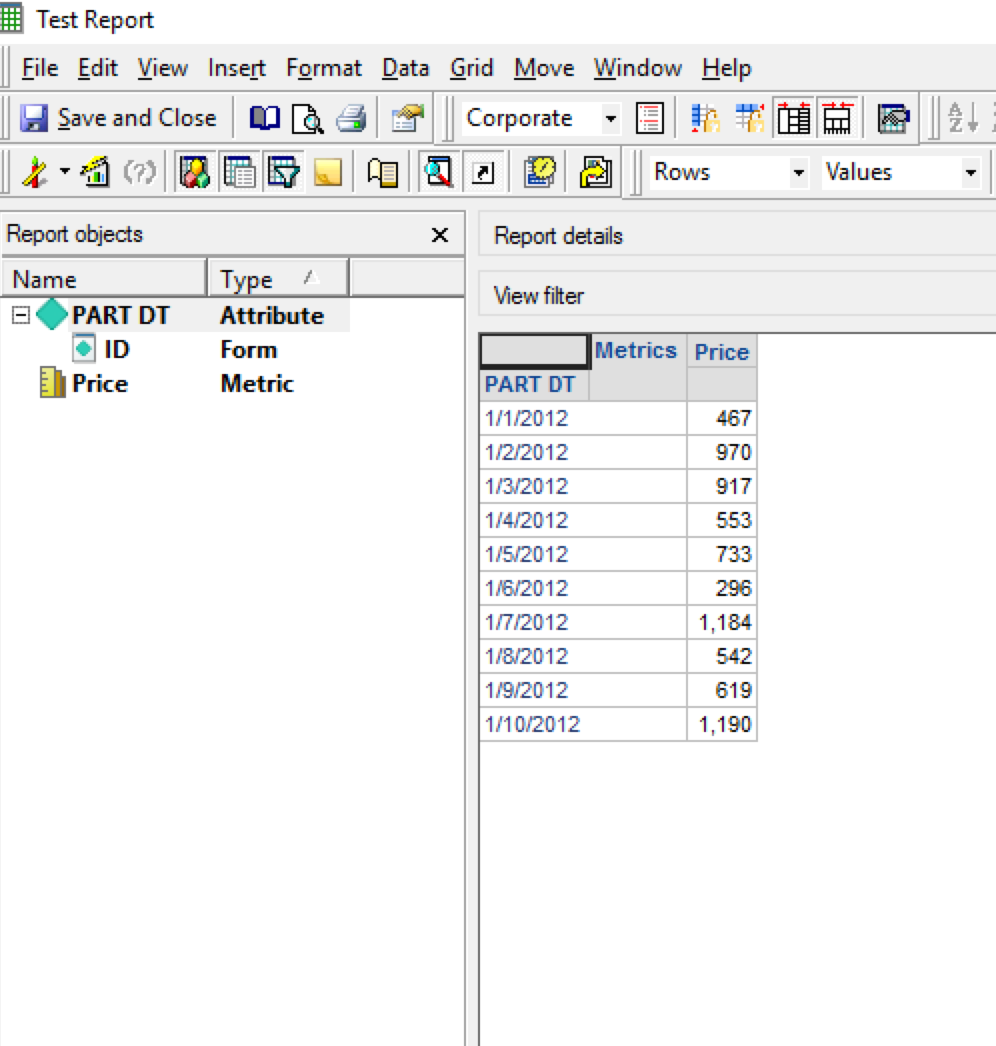 Test Report
File Edit View Insert Format Data Grid Move Window Help
Save and Close Corporate A Z
(?) Rows Values
Report objects
Name Type
PART DT Attribute
ID Form
Price Metric
Report details
View filter
Metrics Price
PART DT
1/1/2012 467
1/2/2012 970
1/3/2012 917
1/4/2012 553
1/5/2012 733
1/6/2012 296
1/7/2012 1,184
1/8/2012 542
1/9/2012 619
1/10/2012 1,190